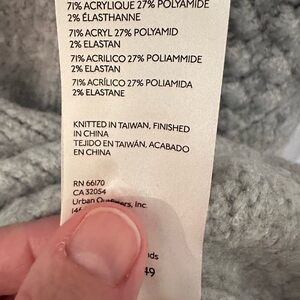 71% ACRYLIQUE 27% POLYAMIDE
2% ÉLASTHANNE
71% ACRYL 27% POLYAMID
2% ELASTAN
71% ACRILICO 27% POLIAMMIDE
2% ELASTAN
71% ACRÍLICO 27% POLIAMIDA
2% ELASTANE
KNITTED IN TAIWAN, FINISHED
IN CHINA
TEJIDO EN TAIWÁN, ACABADO
EN CHINA
RN 66170
CA 32054
Urban Outfitters, Inc.